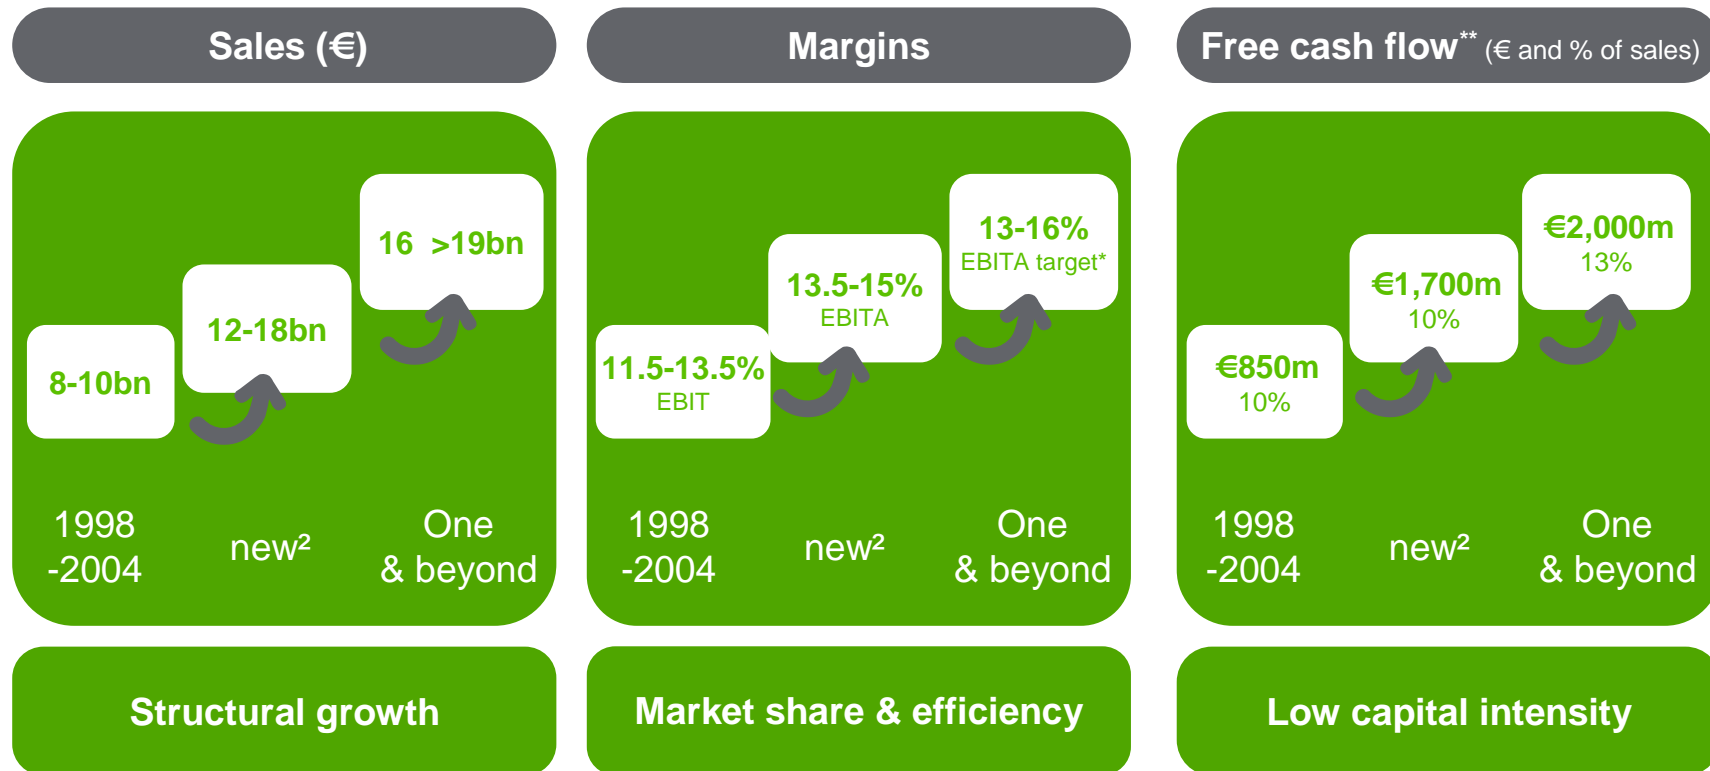 Sales (€)
8-10bn
12-18bn
16 >19bn
1998
-2004
new²
One
& beyond
Structural growth
Margins
11.5-13.5%
EBIT
13.5-15%
EBITA
13-16%
EBITA target*
1998
-2004
new²
One
& beyond
Market share & efficiency
Free cash flow** (€ and % of sales)
€850m
10%
€1,700m
10%
€2,000m
13%
1998
-2004
new²
One
& beyond
Low capital intensity